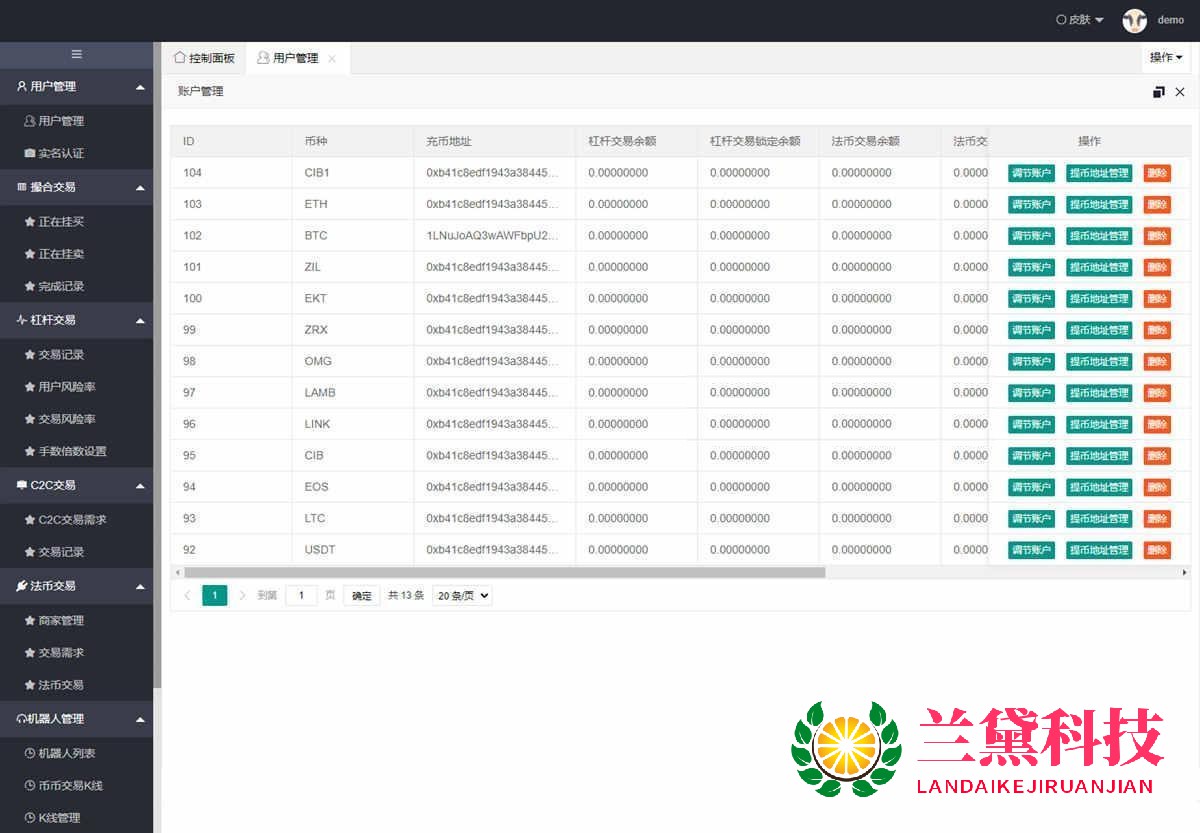 皮肤 demo
用户管理
用户管理
实名认证
撮合交易
正在挂买
正在挂卖
完成记录
杠杆交易
交易记录
用户风险率
交易风险率
手数倍数设置
C2C交易
C2C交易需求
交易记录
法币交易
商家管理
交易需求
法币交易
机器人管理
机器人列表
币币交易K线
K线管理
控制面板 用户管理 操作
账户管理
ID 币种 充币地址 杠杆交易余额 杠杆交易锁定余额 法币交易余额 法币交 操作
104 CIB1 0xb41c8edf1943a38445... 0.00000000 0.00000000 0.00000000 0.0000 调节账户 提币地址管理 删除
103 ETH 0xb41c8edf1943a38445... 0.00000000 0.00000000 0.00000000 0.0000 调节账户 提币地址管理 删除
102 BTC 1LNuJoAQ3wAWFbpU2... 0.00000000 0.00000000 0.00000000 0.0000 调节账户 提币地址管理 删除
101 ZIL 0xb41c8edf1943a38445... 0.00000000 0.00000000 0.00000000 0.0000 调节账户 提币地址管理 删除
100 EKT 0xb41c8edf1943a38445... 0.00000000 0.00000000 0.00000000 0.0000 调节账户 提币地址管理 删除
99 ZRX 0xb41c8edf1943a38445... 0.00000000 0.00000000 0.00000000 0.0000 调节账户 提币地址管理 删除
98 OMG 0xb41c8edf1943a38445... 0.00000000 0.00000000 0.00000000 0.0000 调节账户 提币地址管理 删除
97 LAMB 0xb41c8edf1943a38445... 0.00000000 0.00000000 0.00000000 0.0000 调节账户 提币地址管理 删除
96 LINK 0xb41c8edf1943a38445... 0.00000000 0.00000000 0.00000000 0.0000 调节账户 提币地址管理 删除
95 CIB 0xb41c8edf1943a38445... 0.00000000 0.00000000 0.00000000 0.0000 调节账户 提币地址管理 删除
94 EOS 0xb41c8edf1943a38445... 0.00000000 0.00000000 0.00000000 0.0000 调节账户 提币地址管理 删除
93 LTC 0xb41c8edf1943a38445... 0.00000000 0.00000000 0.00000000 0.0000 调节账户 提币地址管理 删除
92 USDT 0xb41c8edf1943a38445... 0.00000000 0.00000000 0.00000000 0.0000 调节账户 提币地址管理 删除
1 到第 1 页 确定 共 13 条 20 条/页
兰黛科技
LANDAIKEJIRUANJIAN